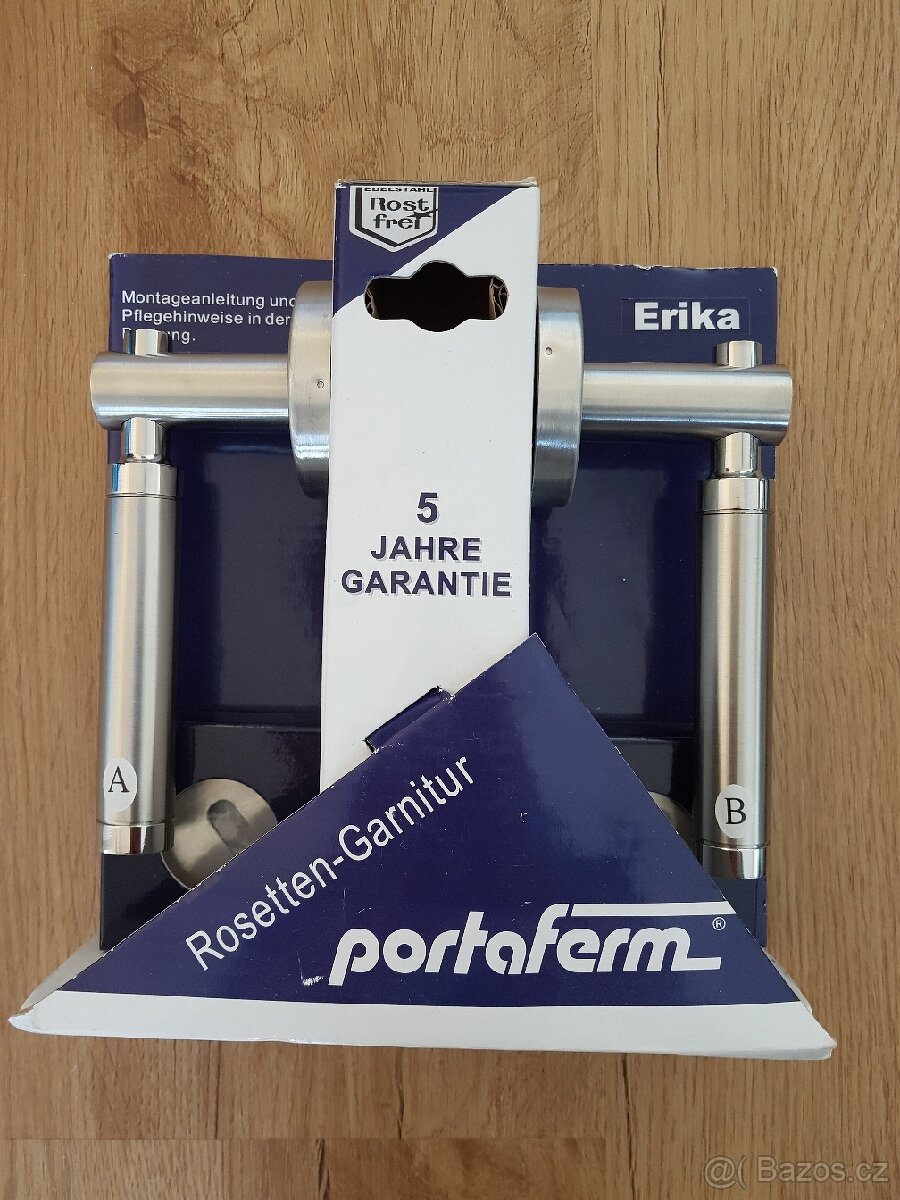 EDELSTAHL
Rost
frei
Montageanleitung und
Pflegehinweise in der
Erika
5
JAHRE
GARANTIE
A
B
Rosetten-Garnitur
portaferm®
@( Bazos.cz